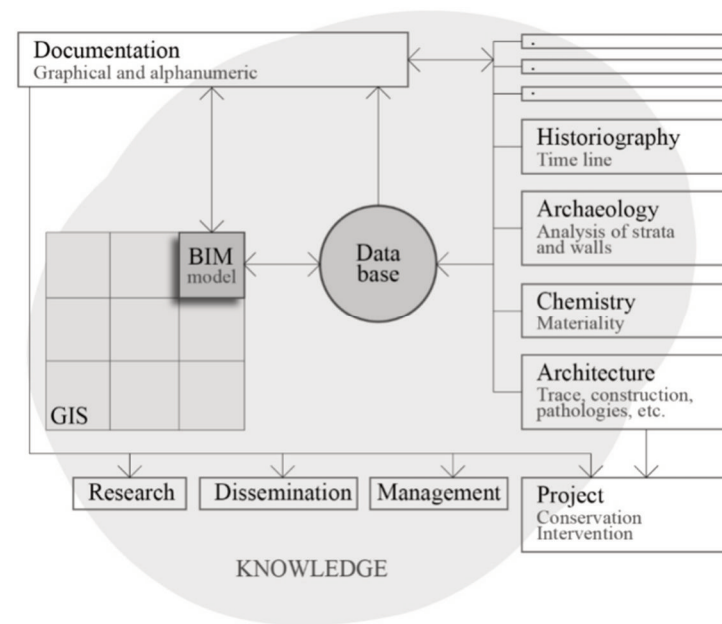 Documentation
Graphical and alphanumeric
.
.
.
Historiography
Time line
Archaeology
Analysis of strata
and walls
Chemistry
Materiality
Architecture
Trace, construction,
pathologies, etc.
BIM
model
Data
base
GIS
Research
Dissemination
Management
Project
Conservation
Intervention
KNOWLEDGE